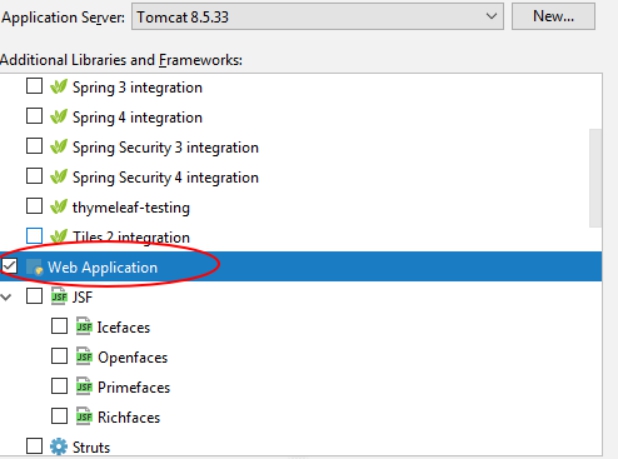 Application Server: Tomcat 8.5.33 New...
Additional Libraries and Frameworks:
Spring 3 integration
Spring 4 integration
Spring Security 3 integration
Spring Security 4 integration
thymeleaf-testing
Tiles 2 integration
Web Application
JSF JSF
JSF Icefaces
JSF Openfaces
JSF Primefaces
JSF Richfaces
Struts